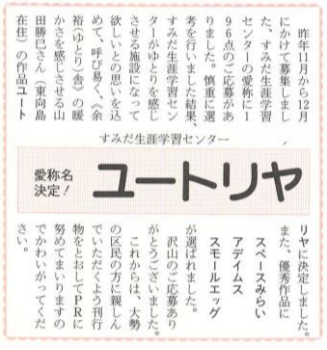 昨年11月から12月
にかけて募集しまし
た、すみだ生涯学習
センターの愛称に1
96点のご応募があ
りました。慎重に選
考を行いました結果、
すみだ生涯学習セン
ターがゆとりを感じ
させる施設になって
欲しいとの思いを込
めて、呼び易く、《余
裕(ゆとり)舎》の暖
かさを感じさせる山
田勝巳さん(東向島
在住)の作品ユート
すみだ生涯学習センター
愛称名
決定!
ユートリヤ
リヤに決定しました。
また、優秀作品に
スペースみらい
アデイムス
スモールエッグ
が選ばれました。
沢山のご応募あり
がとうございました。
これからは、大勢
の区民の方に親しん
でいただくよう刊行
物をとおしてPRに
努めてまいりますの
でかわいがってくだ
さい。